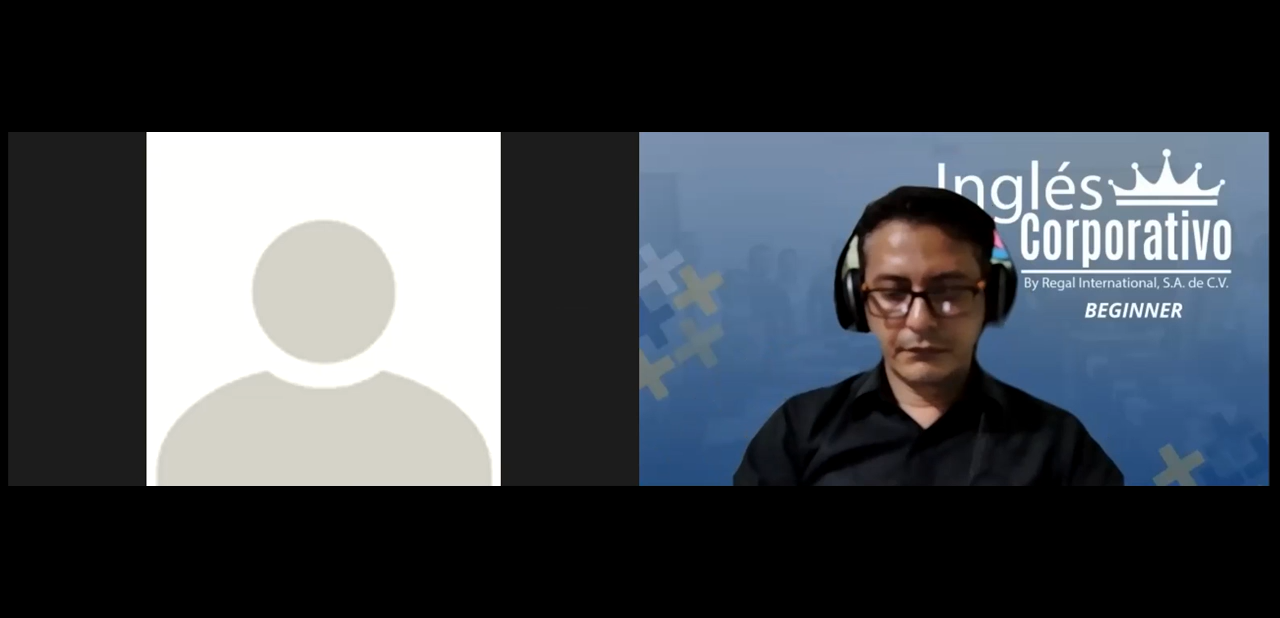 Inglés
Corporativo
By Regal International, S.A. de C.V.
BEGINNER